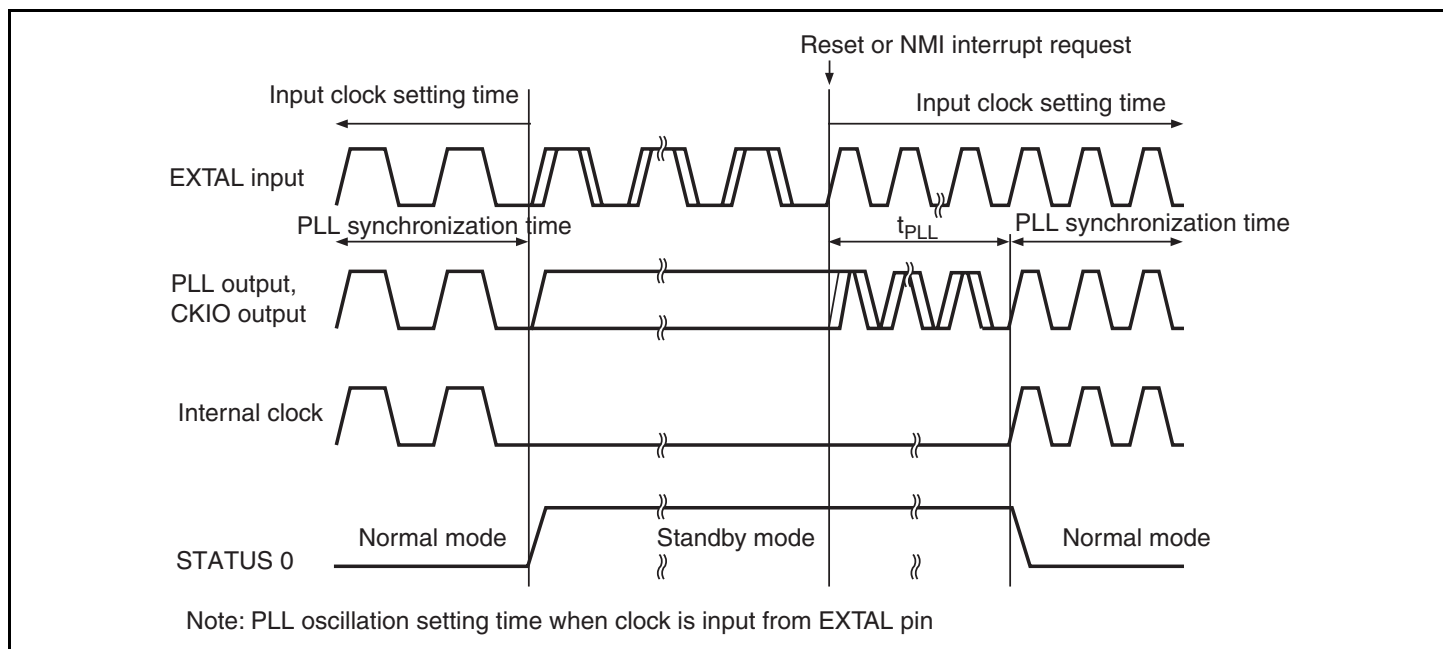 Reset or NMI interrupt request
Input clock setting time
Input clock setting time
EXTAL input
PLL synchronization time
tPLL
PLL synchronization time
PLL output,
CKIO output
Internal clock
Normal mode
Standby mode
Normal mode
STATUS 0
Note: PLL oscillation setting time when clock is input from EXTAL pin